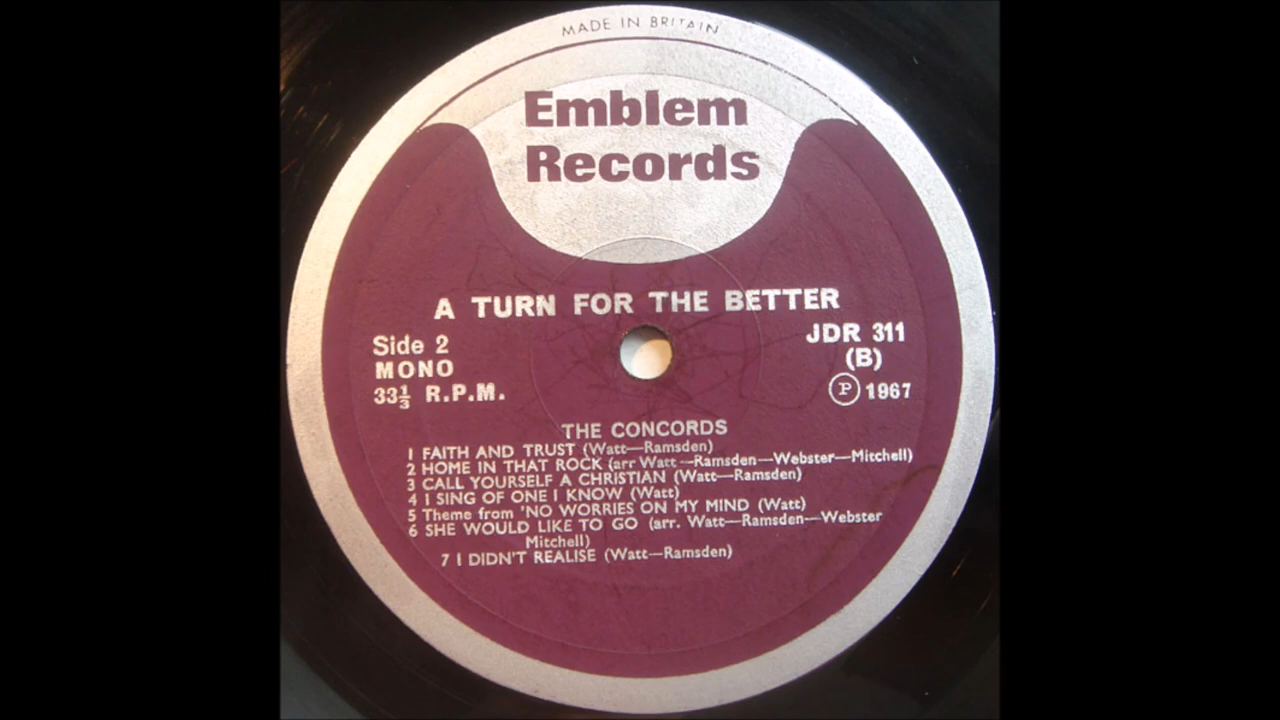 MADE IN BRITAIN
Emblem
Records
A TURN FOR THE BETTER
Side 2
MONO
33⅓ R.P.M.
JDR 311
(B)
Ⓟ 1967
THE CONCORDS
1 FAITH AND TRUST (Watt—Ramsden)
2 HOME IN THAT ROCK (arr Watt—Ramsden—Webster—Mitchell)
3 CALL YOURSELF A CHRISTIAN (Watt—Ramsden)
4 I SING OF ONE I KNOW (Watt)
5 Theme from 'NO WORRIES ON MY MIND (Watt)
6 SHE WOULD LIKE TO GO (arr. Watt—Ramsden—Webster
Mitchell)
7 I DIDN'T REALISE (Watt—Ramsden)